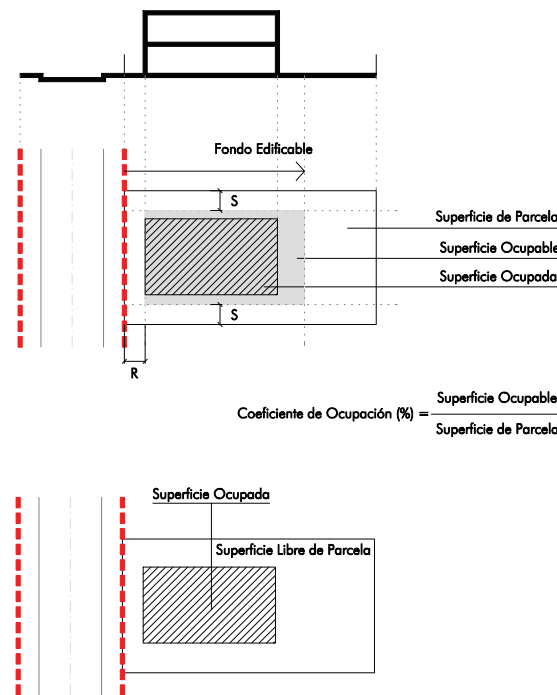 Fondo Edificable
S
Superficie de Parcela
Superficie Ocupable
Superficie Ocupada
S
R
Coeficiente de Ocupación (%) = Superficie Ocupable
Superficie de Parcela
Superficie Ocupada
Superficie Libre de Parcela